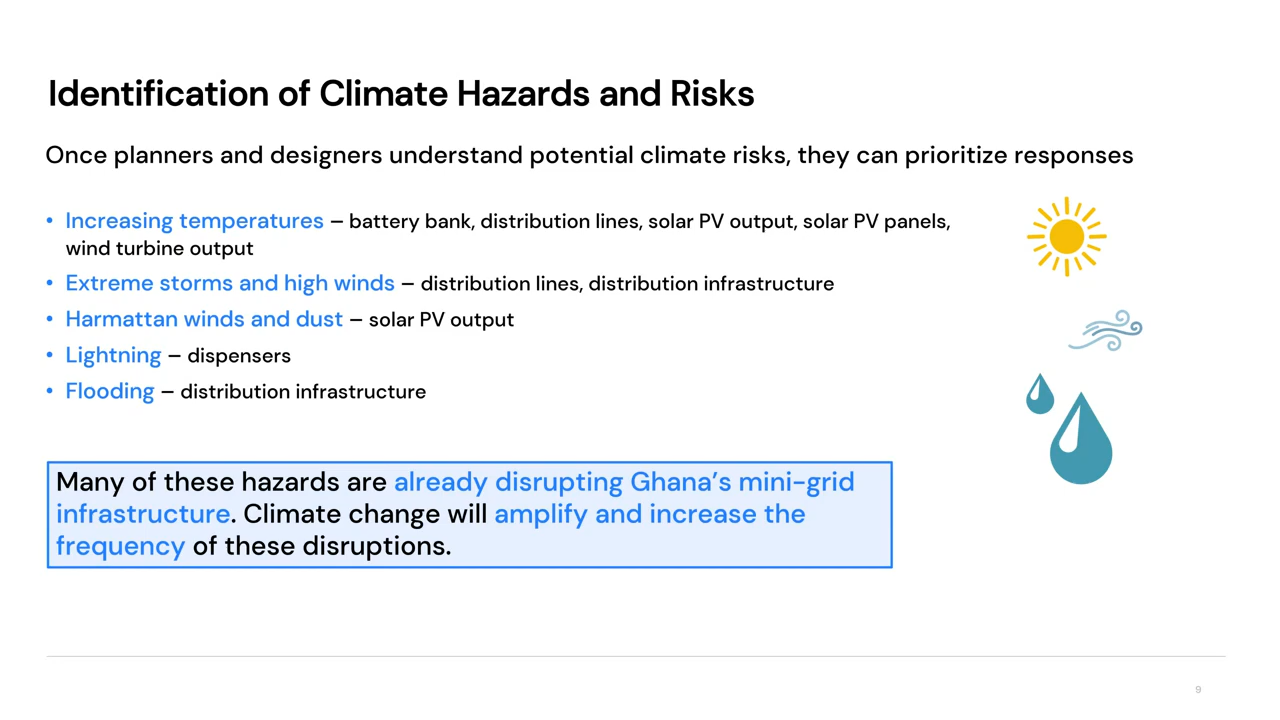 Identification of Climate Hazards and Risks
Once planners and designers understand potential climate risks, they can prioritize responses
• Increasing temperatures – battery bank, distribution lines, solar PV output, solar PV panels,
wind turbine output
• Extreme storms and high winds – distribution lines, distribution infrastructure
• Harmattan winds and dust – solar PV output
• Lightning – dispensers
• Flooding – distribution infrastructure
Many of these hazards are already disrupting Ghana’s mini-grid
infrastructure. Climate change will amplify and increase the
frequency of these disruptions.
9